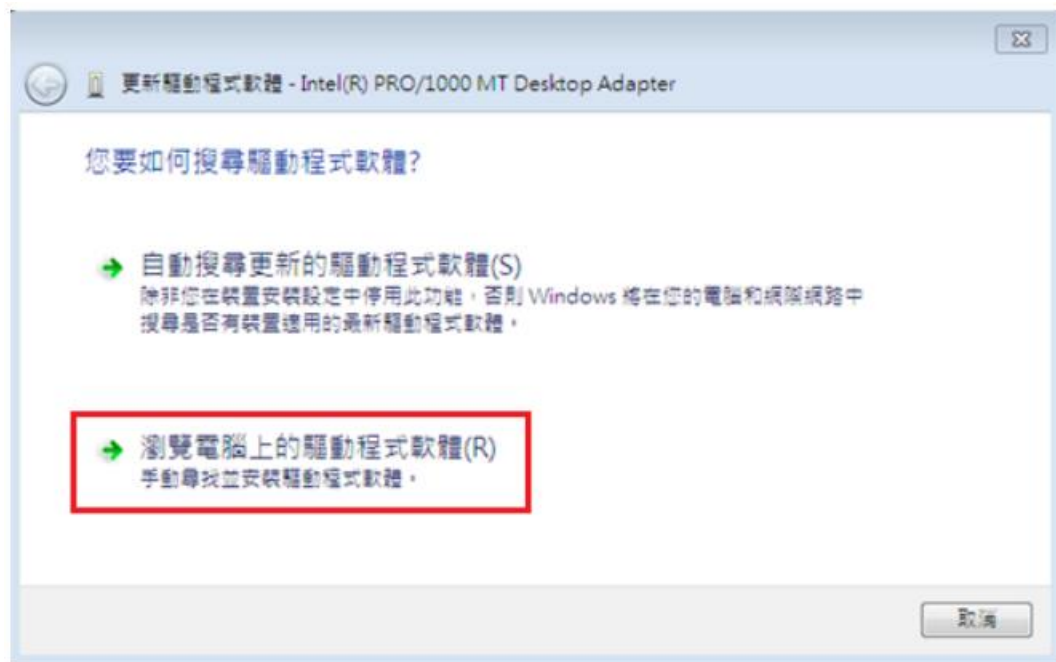 更新驅動程式軟體 - Intel(R) PRO/1000 MT Desktop Adapter
您要如何搜尋驅動程式軟體?
自動搜尋更新的驅動程式軟體(S)
除非您在裝置安裝設定中停用此功能，否則 Windows 將在您的電腦和網際網路中
搜尋是否有裝置適用的最新驅動程式軟體。
瀏覽電腦上的驅動程式軟體(R)
手動尋找並安裝驅動程式軟體。
取消